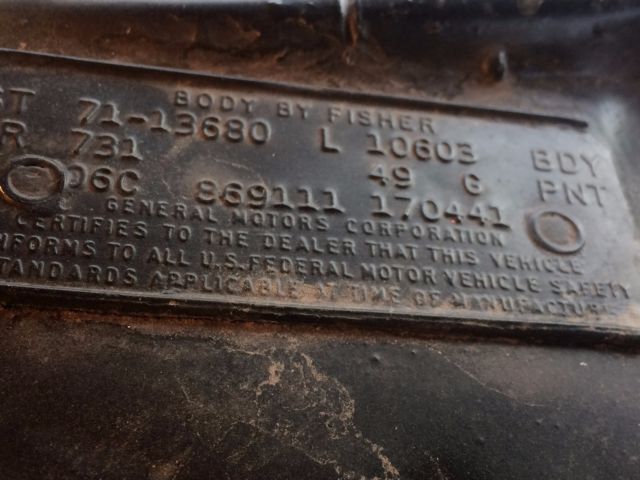 BODY BY FISHER
ST 71-13680 L 10603 BDY
R 731 49 G PNT
06C 869111 170441
GENERAL MOTORS CORPORATION
CERTIFIES TO THE DEALER THAT THIS VEHICLE
NFORMS TO ALL U.S. FEDERAL MOTOR VEHICLE SAFETY
STANDARDS APPLICABLE AT TIME OF MANUFACTURE